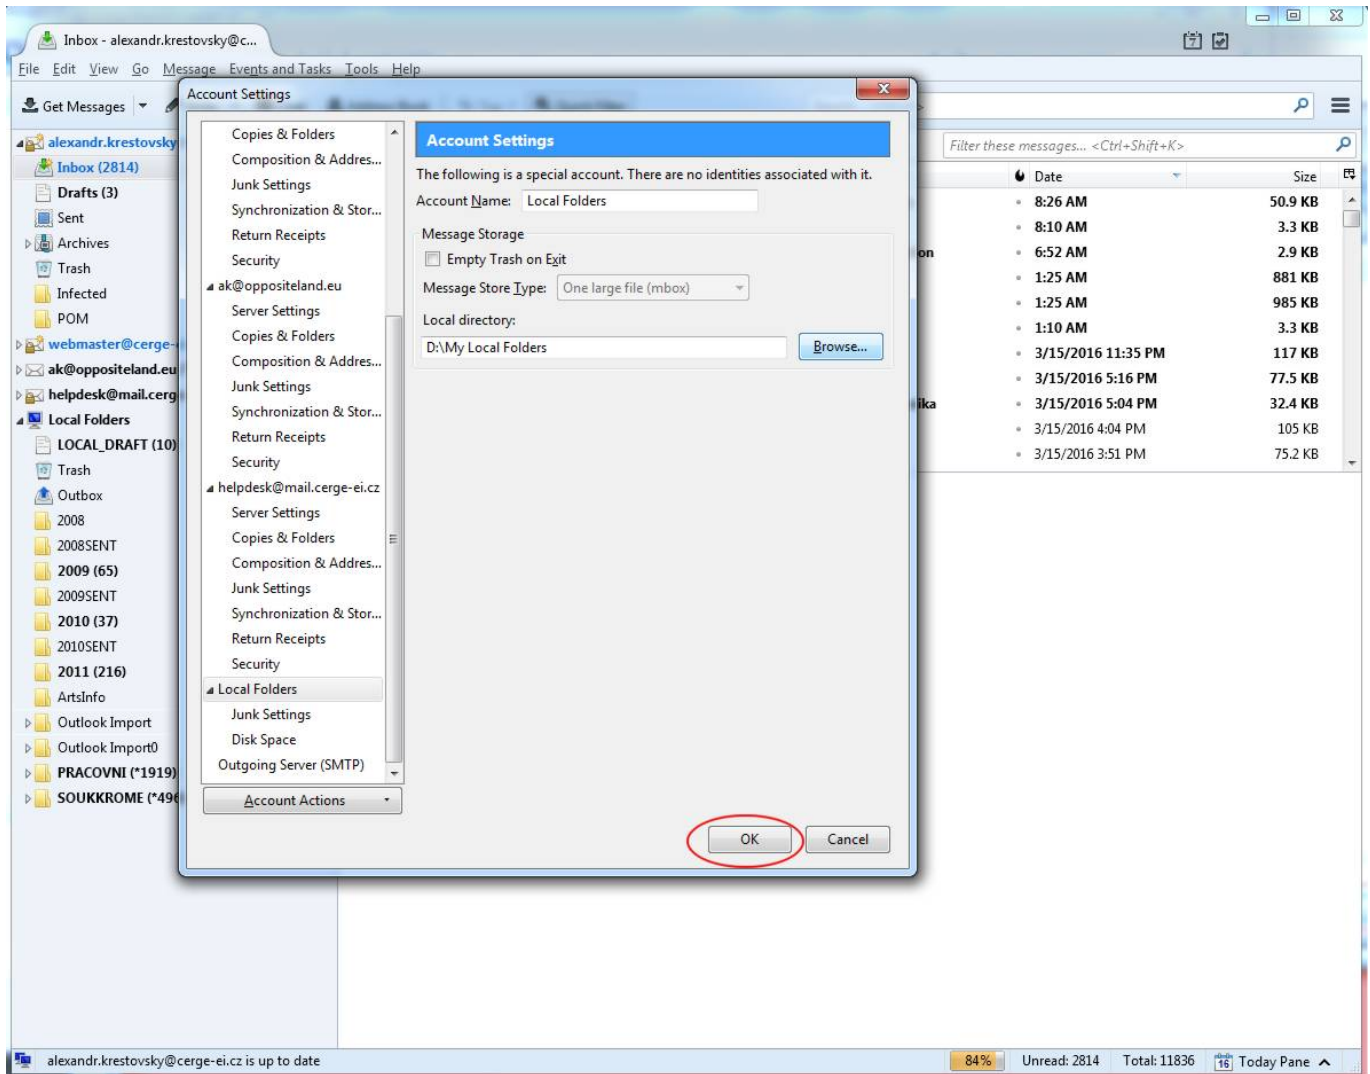 Inbox - alexandr.krestovsky@c...
7
File Edit View Go Message Events and Tasks Tools Help
Get Messages
alexandr.krestovsky
Inbox (2814)
Drafts (3)
Sent
Archives
Trash
Infected
POM
webmaster@cerge-
ak@oppositeland.eu
helpdesk@mail.cerg
Local Folders
LOCAL_DRAFT (10)
Trash
Outbox
2008
2008SENT
2009 (65)
2009SENT
2010 (37)
2010SENT
2011 (216)
ArtsInfo
Outlook Import
Outlook Import0
PRACOVNI (*1919)
SOUKKROME (*496
Account Settings
Copies & Folders
Composition & Addres...
Junk Settings
Synchronization & Stor...
Return Receipts
Security
ak@oppositeland.eu
Server Settings
Copies & Folders
Composition & Addres...
Junk Settings
Synchronization & Stor...
Return Receipts
Security
helpdesk@mail.cerge-ei.cz
Server Settings
Copies & Folders
Composition & Addres...
Junk Settings
Synchronization & Stor...
Return Receipts
Security
Local Folders
Junk Settings
Disk Space
Outgoing Server (SMTP)
Account Actions
Account Settings
The following is a special account. There are no identities associated with it.
Account Name: Local Folders
Message Storage
Empty Trash on Exit
Message Store Type: One large file (mbox)
Local directory:
D:\My Local Folders Browse...
OK Cancel
Filter these messages... <Ctrl+Shift+K>
Date Size
8:26 AM 50.9 KB
8:10 AM 3.3 KB
on 6:52 AM 2.9 KB
1:25 AM 881 KB
1:25 AM 985 KB
1:10 AM 3.3 KB
3/15/2016 11:35 PM 117 KB
3/15/2016 5:16 PM 77.5 KB
ika 3/15/2016 5:04 PM 32.4 KB
3/15/2016 4:04 PM 105 KB
3/15/2016 3:51 PM 75.2 KB
alexandr.krestovsky@cerge-ei.cz is up to date 84% Unread: 2814 Total: 11836 16 Today Pane